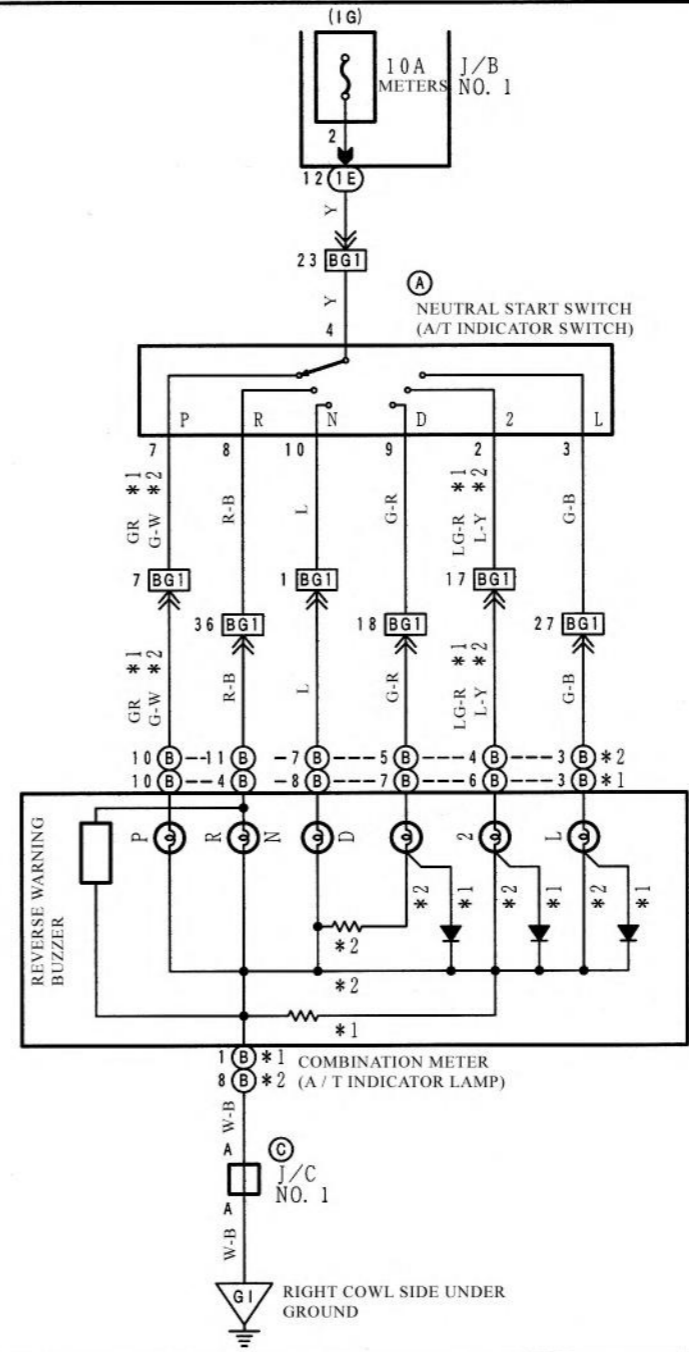 (IG)
10A J/B
METERS NO. 1
2
12 1E
Y
23 BG1
A
Y NEUTRAL START SWITCH
4 (A/T INDICATOR SWITCH)
P R N D 2 L
7 8 10 9 2 3
GR *1 R-B L G-R LG-R *1 G-B
G-W *2 L-Y *2
7 BG1 1 BG1 17 BG1
36 BG1 18 BG1 27 BG1
GR *1 R-B L G-R LG-R *1 G-B
G-W *2 L-Y *2
10 B 11 B 7 B 5 B 4 B 3 B *2
10 B 4 B 8 B 7 B 6 B 3 B *1
P R N D 2 L
REVERSE WARNING
BUZZER
*2 *1 *2 *1 *2 *1
*2
*2
*1
1 B *1 COMBINATION METER
8 B *2 (A / T INDICATOR LAMP)
W-B
A C
J/C
NO. 1
A
W-B
G1 RIGHT COWL SIDE UNDER
GROUND